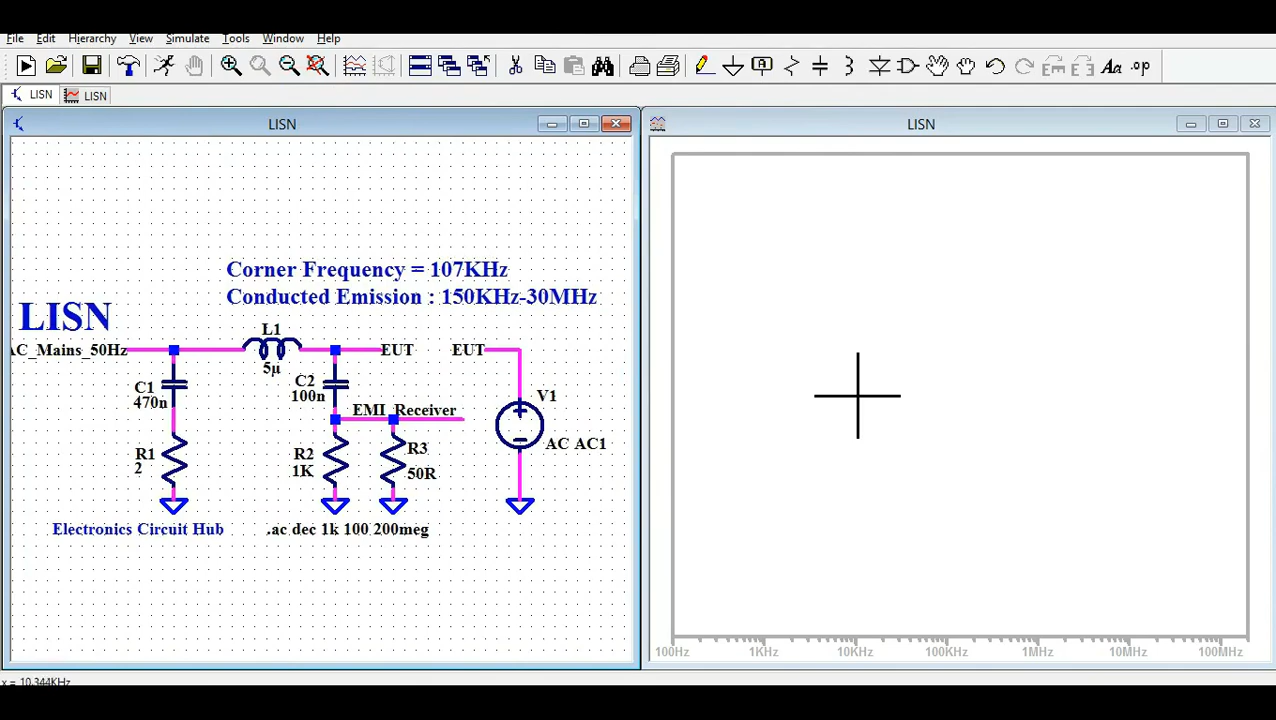 File Edit Hierarchy View Simulate Tools Window Help
Aa .op
LISN LISN
LISN
Corner Frequency = 107KHz
Conducted Emission : 150KHz-30MHz
LISN
AC_Mains_50Hz
L1
5µ
EUT
EUT
C1
470n
C2
100n
EMI_Receiver
V1
AC AC1
R1
2
R2
1K
R3
50R
Electronics Circuit Hub
.ac dec 1k 100 200meg
LISN
100Hz 1KHz 10KHz 100KHz 1MHz 10MHz 100MHz
x = 10.344KHz